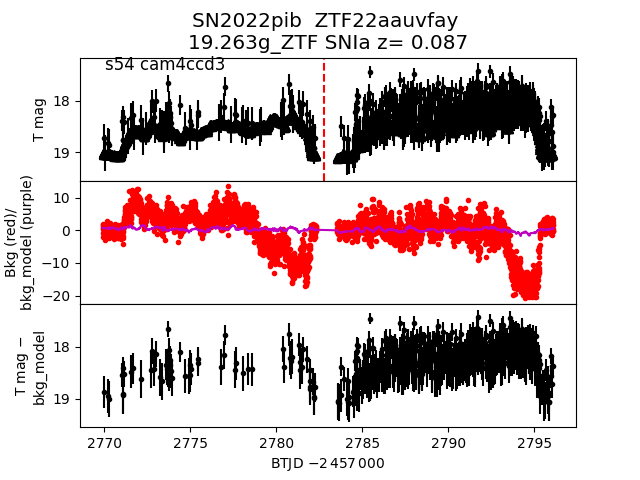 SN2022pib  ZTF22aauvfay
19.263g_ZTF SNIa z= 0.087
s54 cam4ccd3
T mag
18
19
Bkg (red)/
bkg_model (purple)
10
0
−10
−20
T mag −
bkg_model
18
19
2770 2775 2780 2785 2790 2795
BTJD −2 457 000